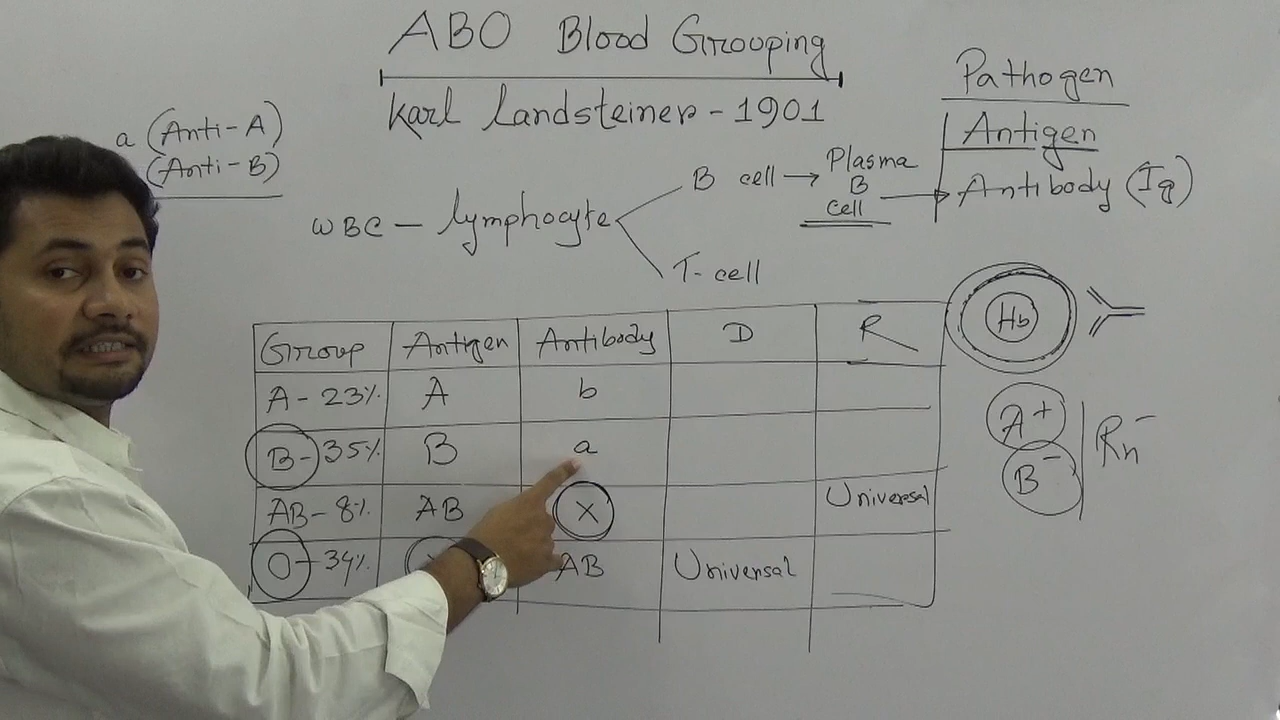 ABO Blood Grouping
Karl Landsteiner - 1901
a (Anti-A)
(Anti-B)
Pathogen
Antigen
WBC - lymphocyte
B cell → Plasma B cell → Antibody (Ig)
T-cell
Group Antigen Antibody D R
A - 23% A b
B - 35% B a
AB - 8% AB X Universal
O - 34% AB Universal
Hb
A+
B-